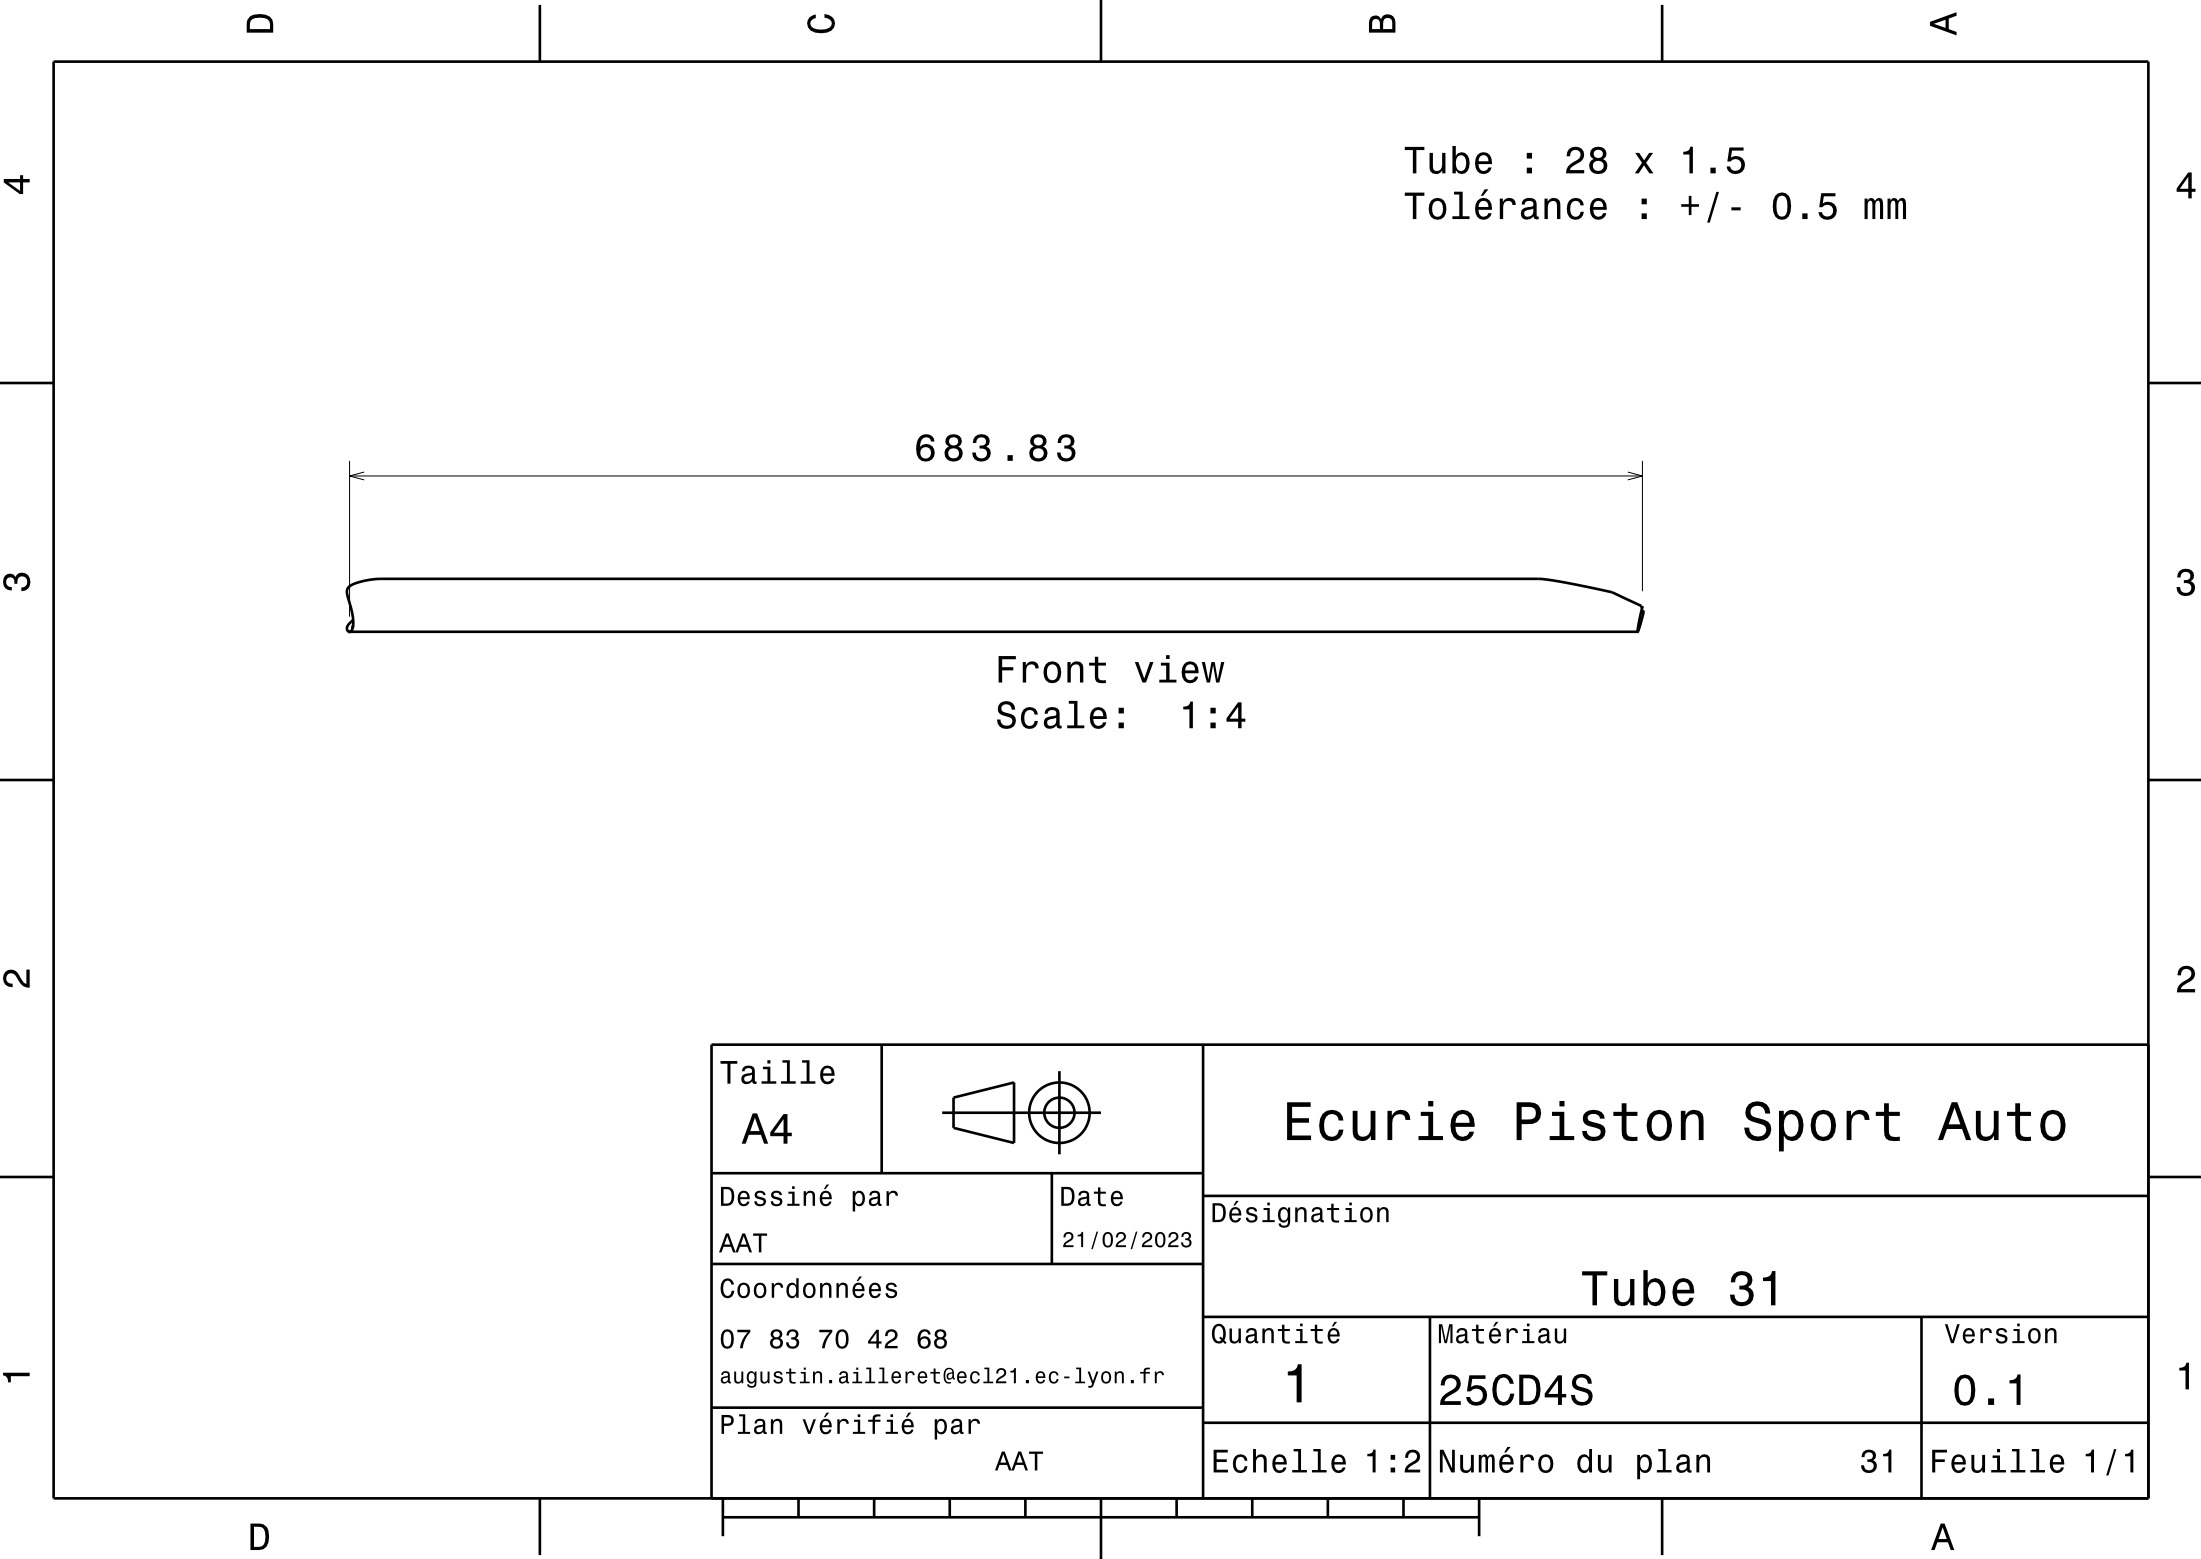 D C B A
4 4
Tube : 28 x 1.5
Tolérance : +/- 0.5 mm
683.83
3 3
Front view
Scale: 1:4
2 2
Taille
A4
Ecurie Piston Sport Auto
Dessiné par
AAT
Date
21/02/2023
Désignation
Tube 31
Coordonnées
07 83 70 42 68
augustin.ailleret@ecl21.ec-lyon.fr
Quantité
1
Matériau
25CD4S
Version
0.1
1 1
Plan vérifié par
AAT
Echelle 1:2
Numéro du plan 31
Feuille 1/1
D A